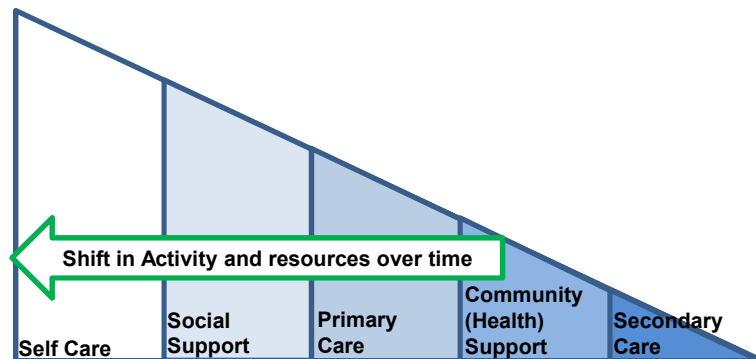 Shift in Activity and resources over time
Self Care
Social
Support
Primary
Care
Community
(Health)
Support
Secondary
Care